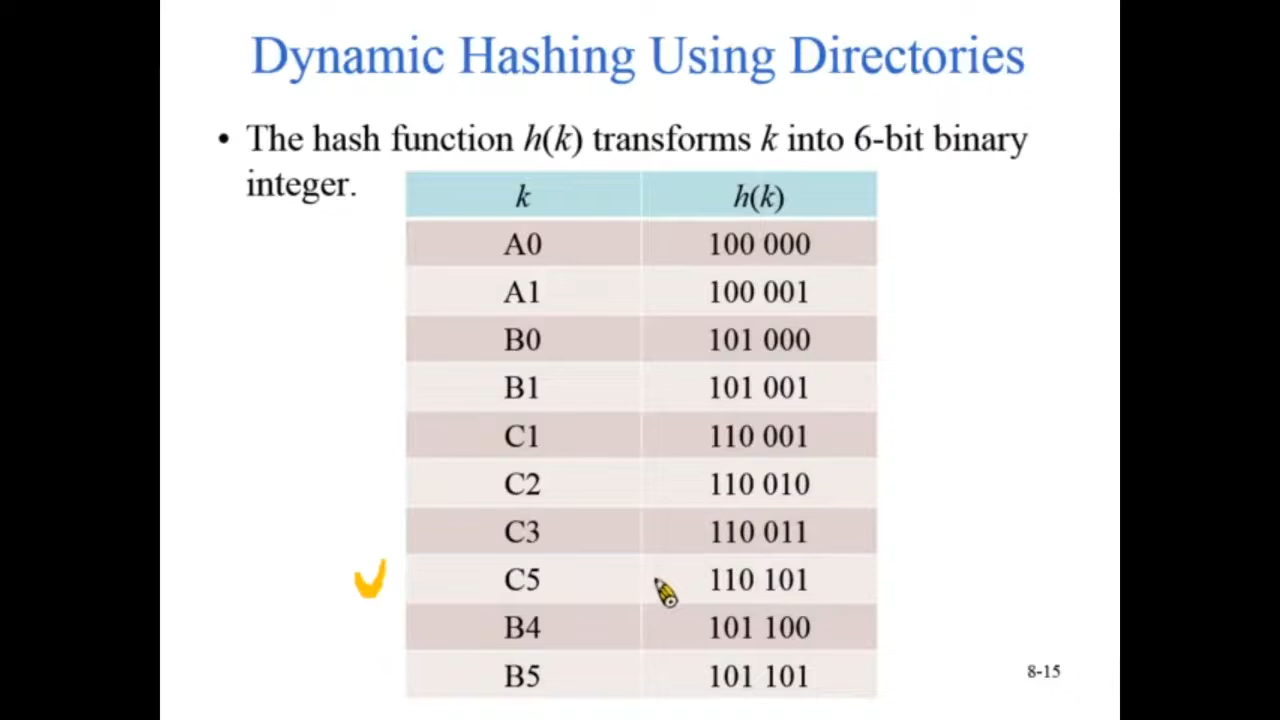 Dynamic Hashing Using Directories
• The hash function h(k) transforms k into 6-bit binary
integer.
k h(k)
A0 100 000
A1 100 001
B0 101 000
B1 101 001
C1 110 001
C2 110 010
C3 110 011
C5 110 101
B4 101 100
B5 101 101
8-15